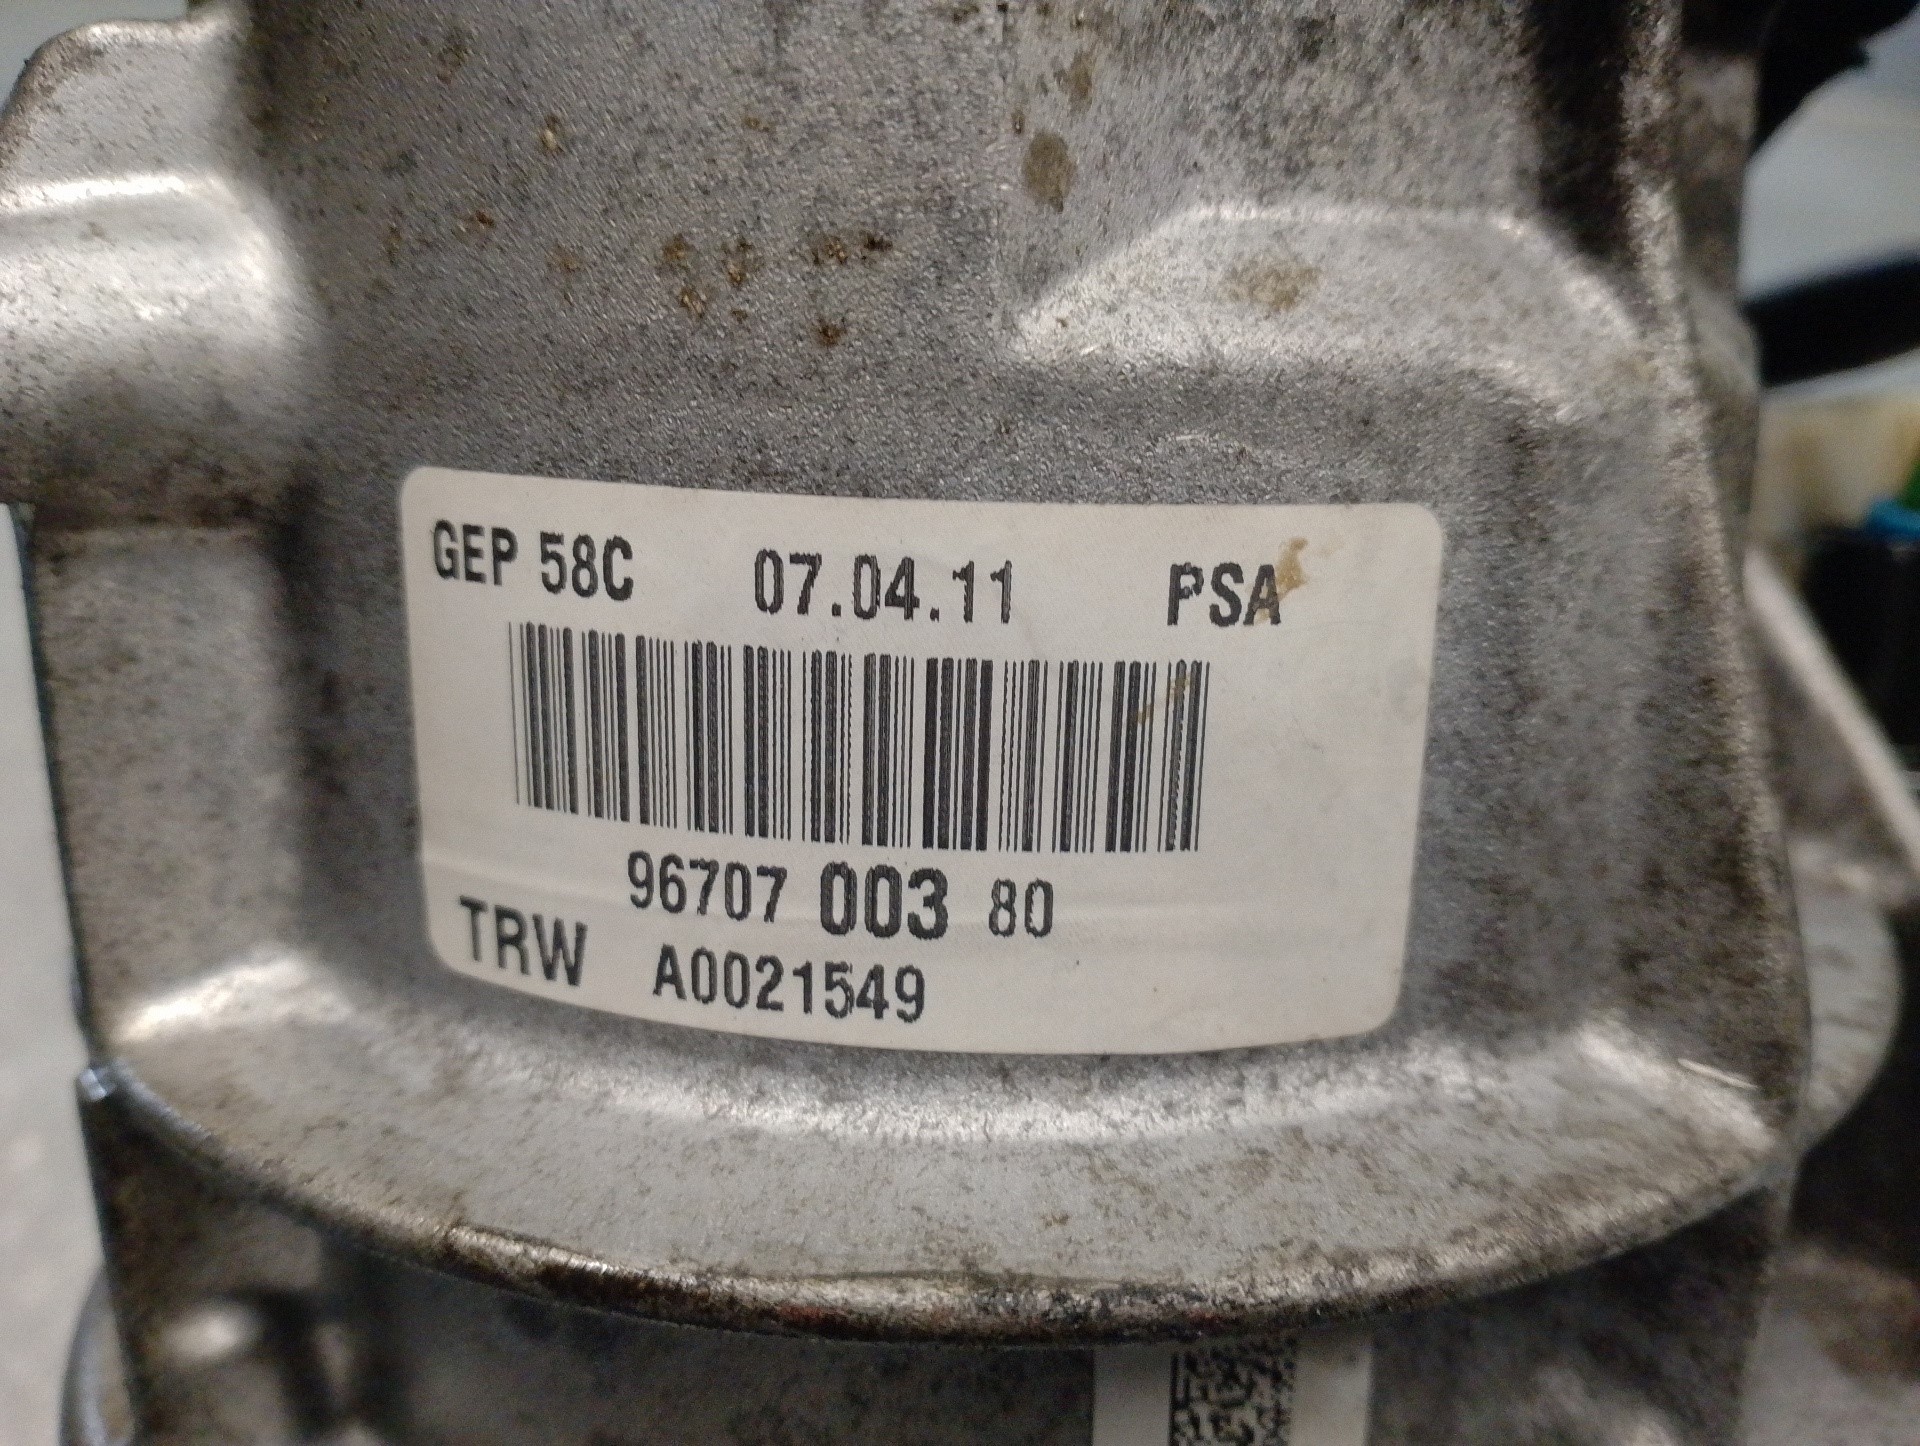 GEP 58C 07.04.11 PSA
96707 003 80
TRW A0021549